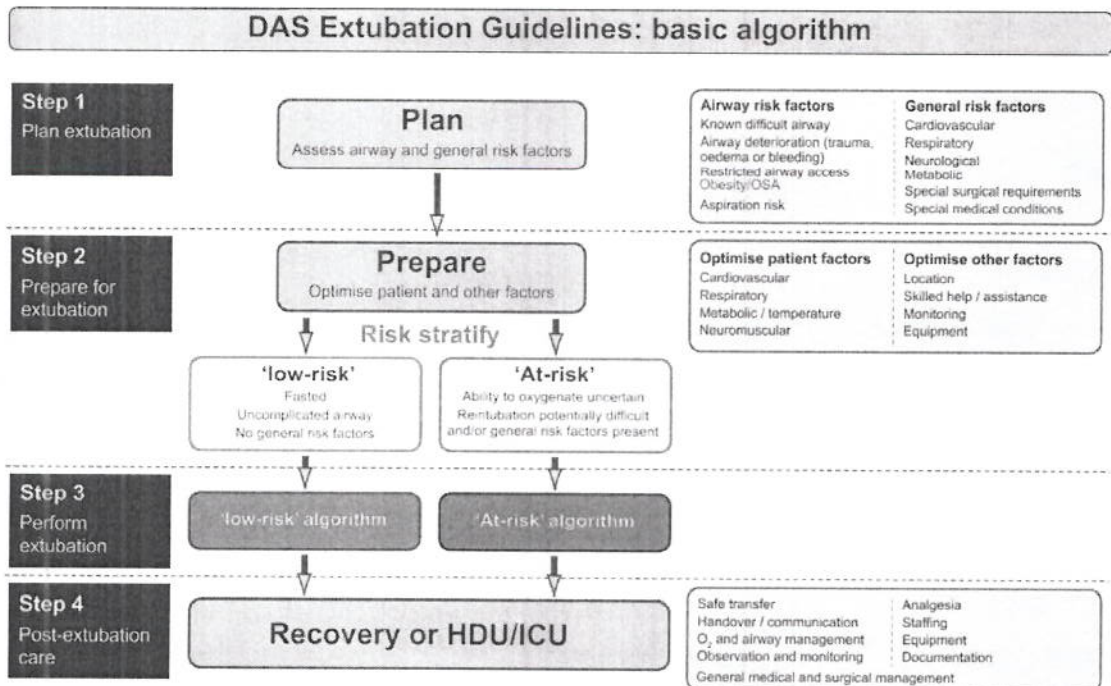 DAS Extubation Guidelines: basic algorithm
Step 1
Plan extubation
Plan
Assess airway and general risk factors
Airway risk factors
Known difficult airway
Airway deterioration (trauma,
oedema or bleeding)
Restricted airway access
Obesity/OSA
Aspiration risk
General risk factors
Cardiovascular
Respiratory
Neurological
Metabolic
Special surgical requirements
Special medical conditions
Step 2
Prepare for
extubation
Prepare
Optimise patient and other factors
Optimise patient factors
Cardiovascular
Respiratory
Metabolic / temperature
Neuromuscular
Optimise other factors
Location
Skilled help / assistance
Monitoring
Equipment
Risk stratify
'low-risk'
Fasted
Uncomplicated airway
No general risk factors
'At-risk'
Ability to oxygenate uncertain
Reintubation potentially difficult
and/or general risk factors present
Step 3
Perform
extubation
'low-risk' algorithm
'At-risk' algorithm
Step 4
Post-extubation
care
Recovery or HDU/ICU
Safe transfer
Handover / communication
O₂ and airway management
Observation and monitoring
Analgesia
Staffing
Equipment
Documentation
General medical and surgical management